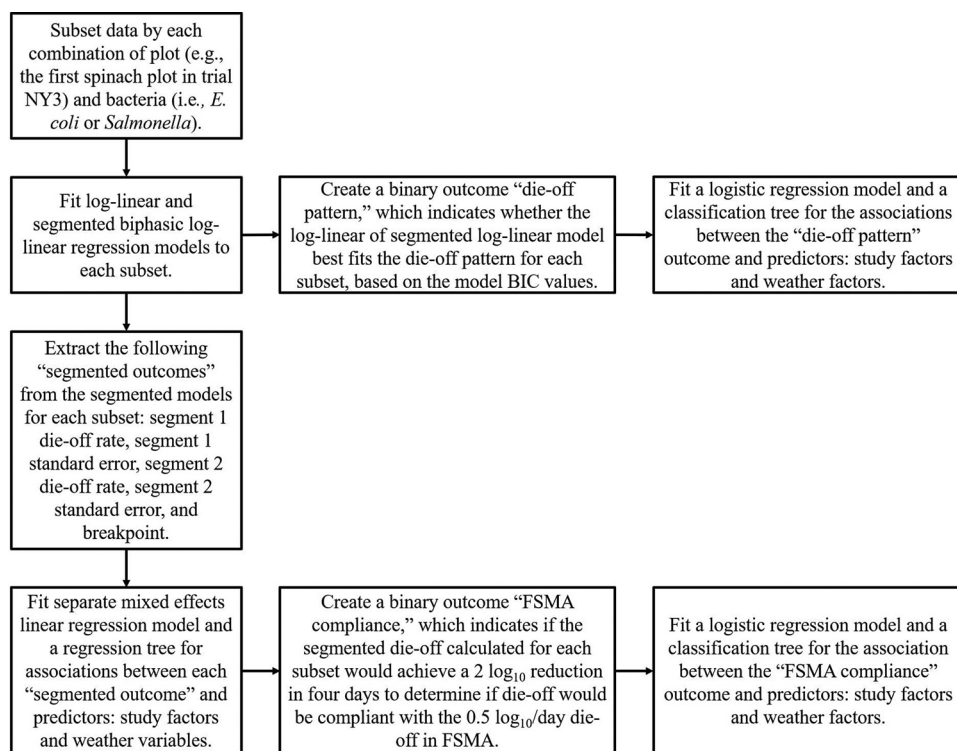 Subset data by each
combination of plot (e.g.,
the first spinach plot in trial
NY3) and bacteria (i.e., E.
coli or Salmonella).
Fit log-linear and
segmented biphasic log-
linear regression models to
each subset.
Create a binary outcome “die-off
pattern,” which indicates whether the
log-linear of segmented log-linear model
best fits the die-off pattern for each
subset, based on the model BIC values.
Fit a logistic regression model and a
classification tree for the associations
between the “die-off pattern”
outcome and predictors: study factors
and weather factors.
Extract the following
“segmented outcomes”
from the segmented models
for each subset: segment 1
die-off rate, segment 1
standard error, segment 2
die-off rate, segment 2
standard error, and
breakpoint.
Fit separate mixed effects
linear regression model and
a regression tree for
associations between each
“segmented outcome” and
predictors: study factors
and weather variables.
Create a binary outcome “FSMA
compliance,” which indicates if the
segmented die-off calculated for each
subset would achieve a 2 log₁₀ reduction
in four days to determine if die-off would
be compliant with the 0.5 log₁₀/day die-
off in FSMA.
Fit a logistic regression model and a
classification tree for the association
between the “FSMA compliance”
outcome and predictors: study factors
and weather factors.